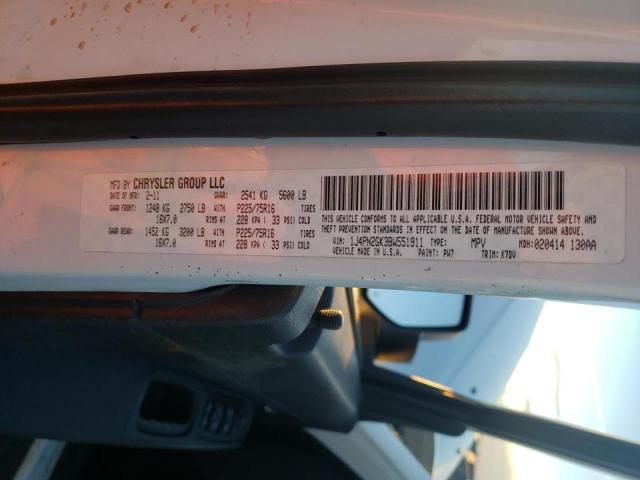 MFD BY CHRYSLER GROUP LLC
DATE OF MFR: 2-11 GVWR: 2541 KG 5600 LB
GAWR FRONT: 1248 KG 2750 LB WITH P225/75R16 TIRES
16X7.0 RIMS AT 228 KPA ( 33 PSI) COLD
GAWR REAR: 1452 KG 3200 LB WITH P225/75R16 TIRES
16X7.0 RIMS AT 228 KPA ( 33 PSI) COLD
THIS VEHICLE CONFORMS TO ALL APPLICABLE U.S.A. FEDERAL MOTOR VEHICLE SAFETY AND
THEFT PREVENTION STANDARDS IN EFFECT ON THE DATE OF MANUFACTURE SHOWN ABOVE.
VIN: 1J4PN2GK3BW551911 TYPE: MPV MDH: 020414 130AA
VEHICLE MADE IN U.S.A. PAINT: PW7 TRIM: K7DV